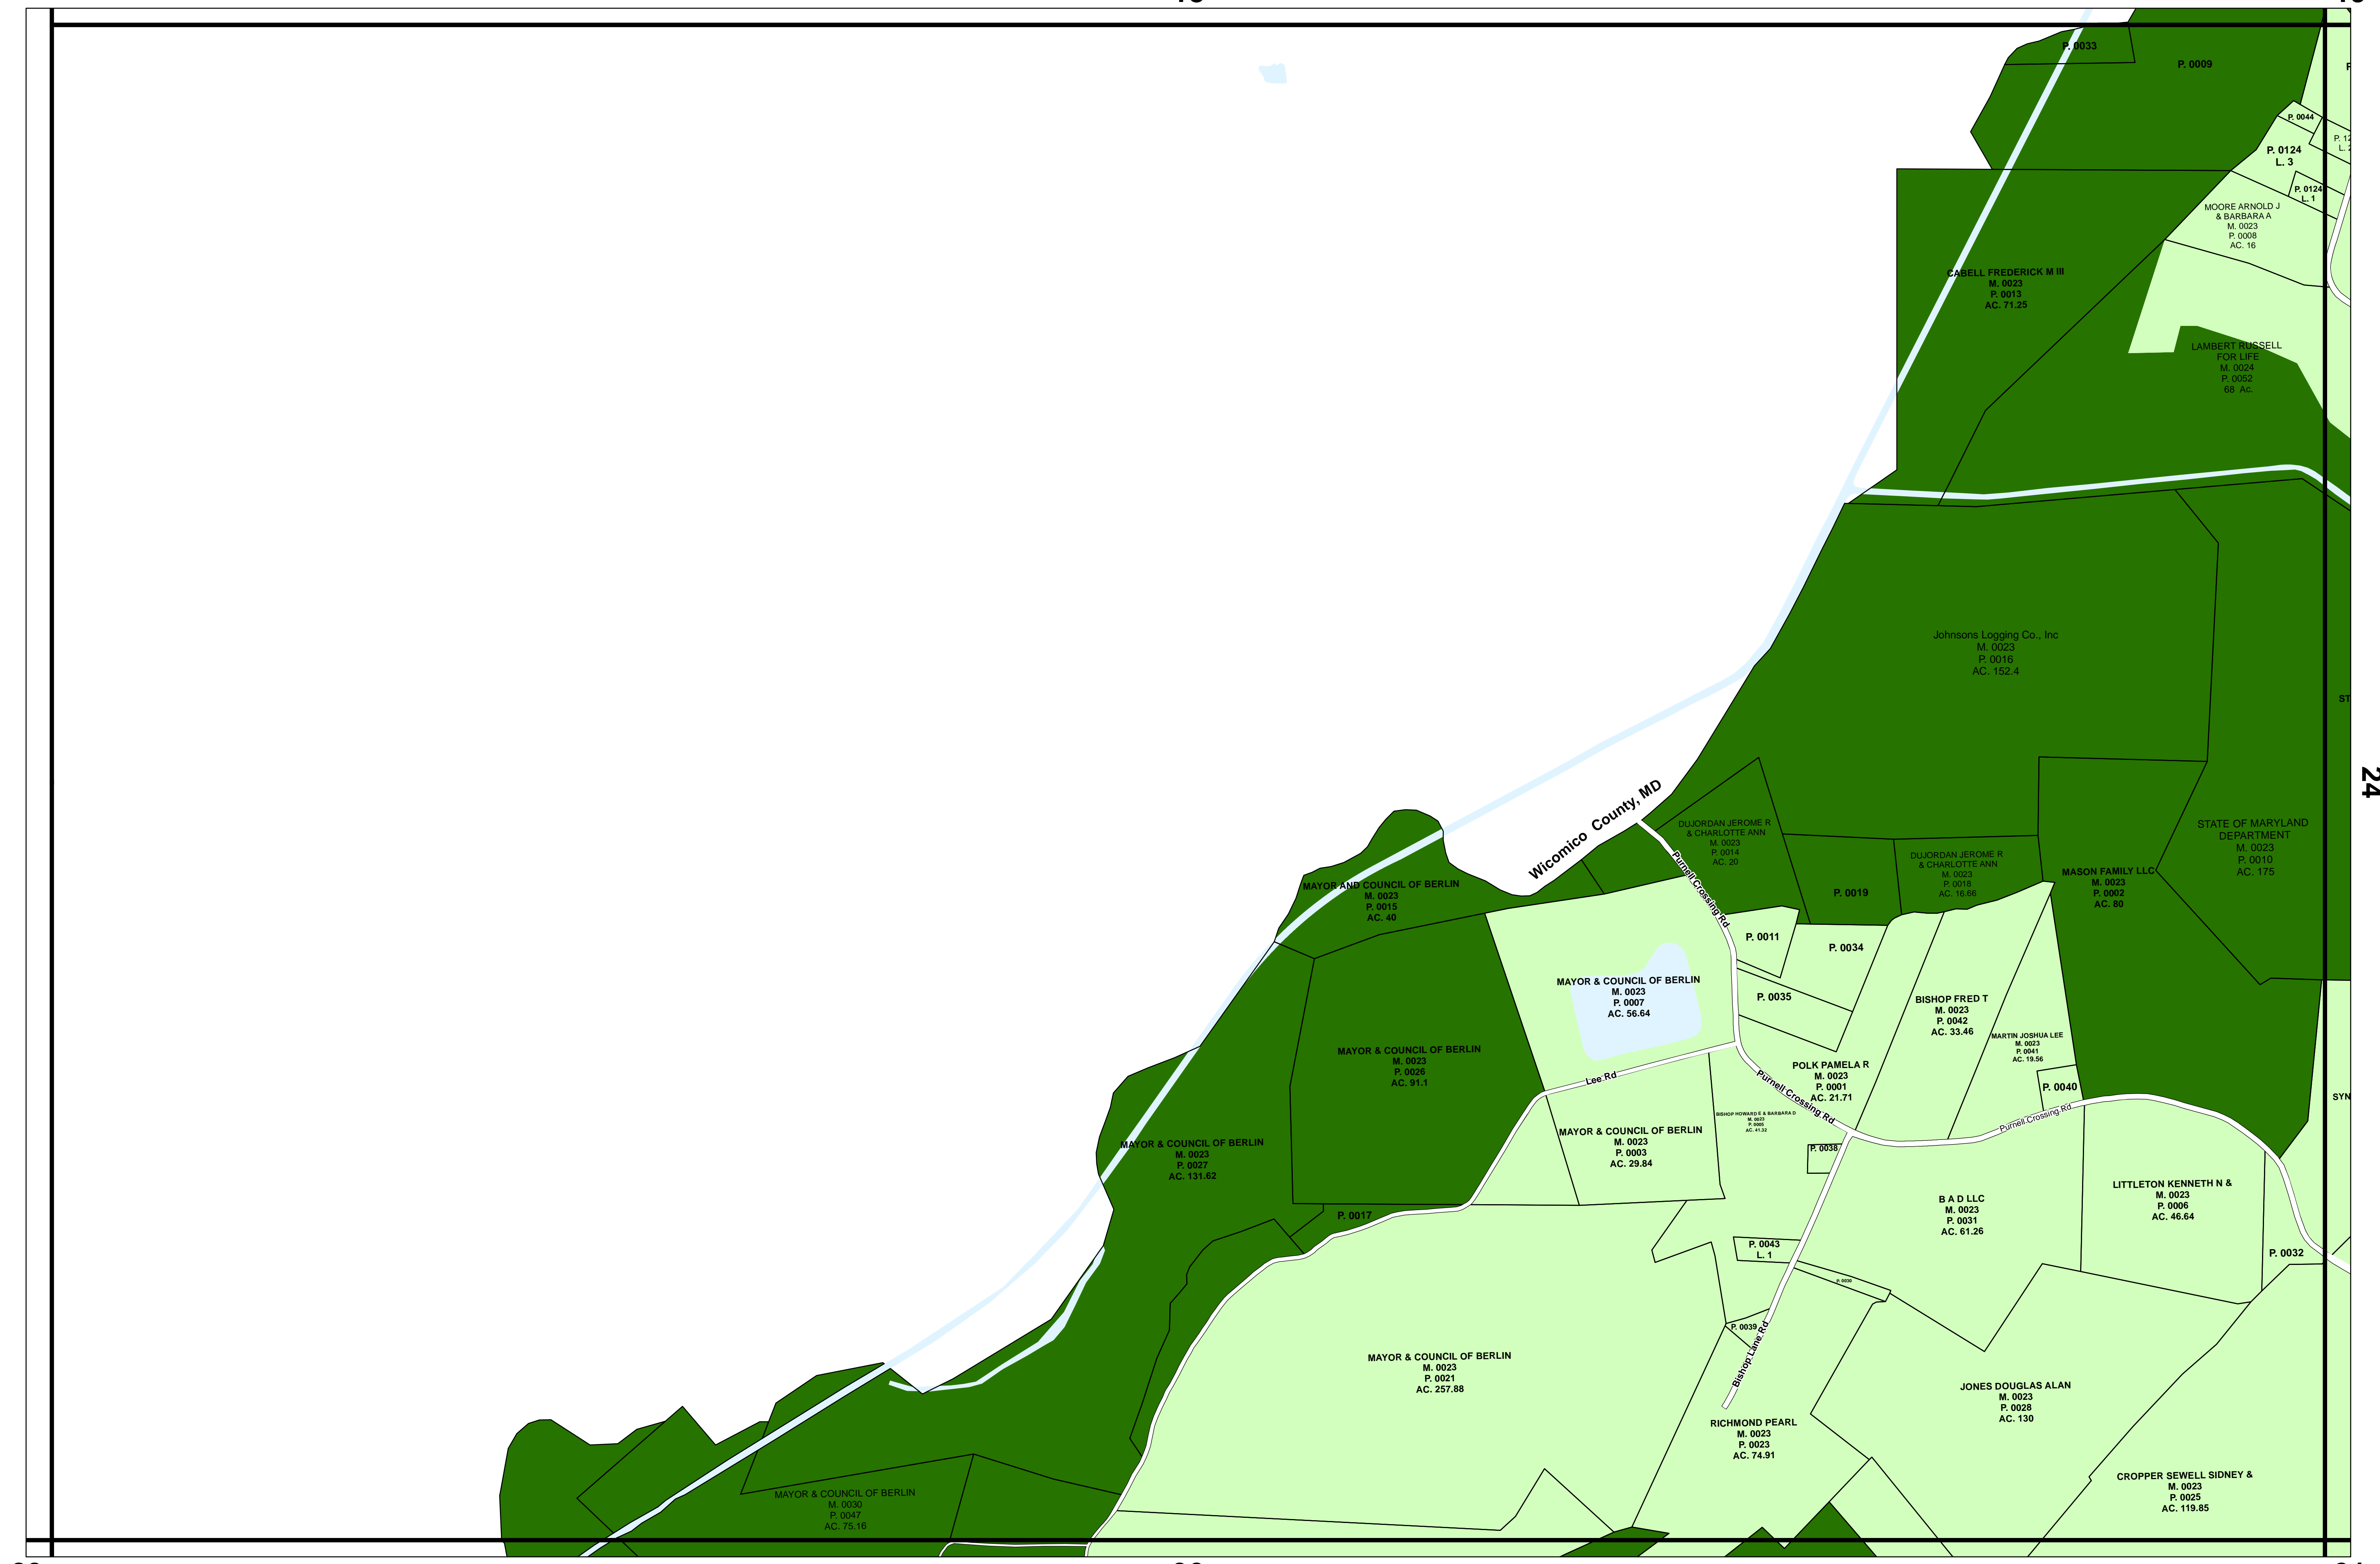 P. 0033
P. 0009
P. 0044
P. 0124
L. 3
P. 0124
L. 1
MOORE ARNOLD J
& BARBARA A
M. 0023
P. 0008
AC. 16
CABELL FREDERICK M III
M. 0023
P. 0013
AC. 71.25
LAMBERT RUSSELL
FOR LIFE
M. 0024
P. 0052
68 Ac.
Johnsons Logging Co., Inc
M. 0023
P. 0016
AC. 152.4
24
Wicomico County, MD
DUJORDAN JEROME R
& CHARLOTTE ANN
M. 0023
P. 0014
AC. 20
Purnell Crossing Rd
P. 0019
DUJORDAN JEROME R
& CHARLOTTE ANN
M. 0023
P. 0018
AC. 16.66
MASON FAMILY LLC
M. 0023
P. 0002
AC. 80
STATE OF MARYLAND
DEPARTMENT
M. 0023
P. 0010
AC. 175
MAYOR AND COUNCIL OF BERLIN
M. 0023
P. 0015
AC. 40
P. 0011
P. 0034
P. 0035
MAYOR & COUNCIL OF BERLIN
M. 0023
P. 0007
AC. 56.64
BISHOP FRED T
M. 0023
P. 0042
AC. 33.46
MARTIN JOSHUA LEE
M. 0023
P. 0041
AC. 19.56
P. 0040
MAYOR & COUNCIL OF BERLIN
M. 0023
P. 0026
AC. 91.1
Lee Rd
POLK PAMELA R
M. 0023
P. 0001
AC. 21.71
Purnell Crossing Rd
Purnell Crossing Rd
SYN
BISHOP HOWARD E & BARBARA D
M. 0023
P. 0005
AC. 41.32
MAYOR & COUNCIL OF BERLIN
M. 0023
P. 0003
AC. 29.84
P. 0038
MAYOR & COUNCIL OF BERLIN
M. 0023
P. 0027
AC. 131.62
LITTLETON KENNETH N &
M. 0023
P. 0006
AC. 46.64
B A D LLC
M. 0023
P. 0031
AC. 61.26
P. 0017
P. 0043
L. 1
P. 0032
P. 0030
P. 0039
Bishop Lane Rd
MAYOR & COUNCIL OF BERLIN
M. 0023
P. 0021
AC. 257.88
JONES DOUGLAS ALAN
M. 0023
P. 0028
AC. 130
RICHMOND PEARL
M. 0023
P. 0023
AC. 74.91
CROPPER SEWELL SIDNEY &
M. 0023
P. 0025
AC. 119.85
MAYOR & COUNCIL OF BERLIN
M. 0030
P. 0047
AC. 75.16